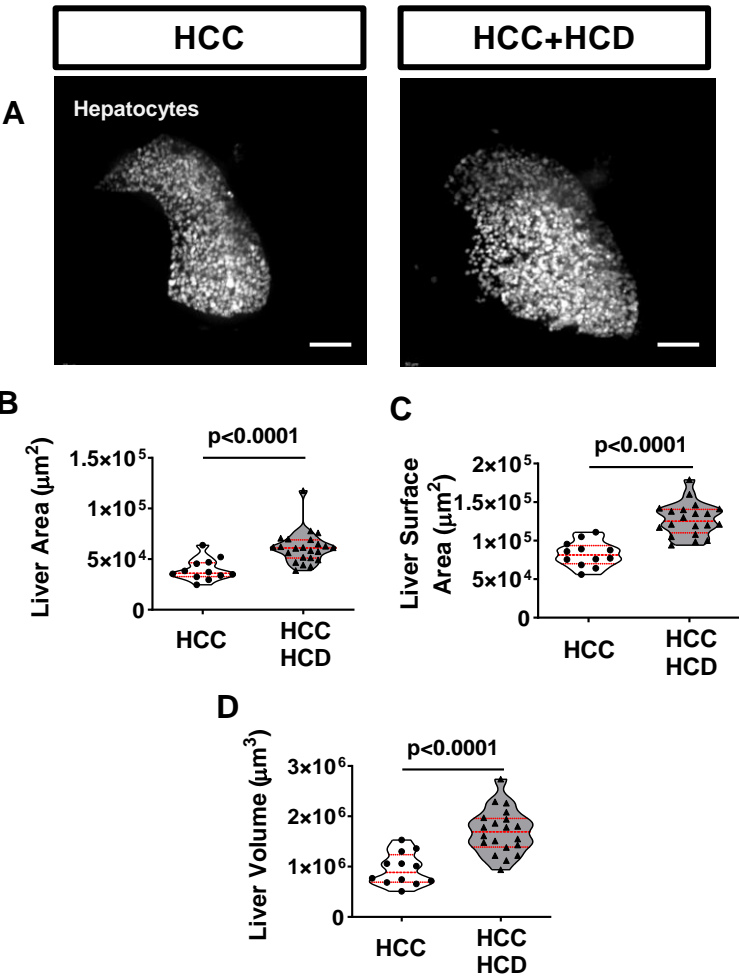 HCC
HCC+HCD
A
Hepatocytes
B
Liver Area (μm²)
p<0.0001
1.5×10⁵
1×10⁵
5×10⁴
0
HCC
HCC
HCD
C
Liver Surface
Area (μm²)
p<0.0001
2×10⁵
1.5×10⁵
1×10⁵
5×10⁴
0
HCC
HCC
HCD
D
Liver Volume (μm³)
p<0.0001
3×10⁶
2×10⁶
1×10⁶
0
HCC
HCC
HCD